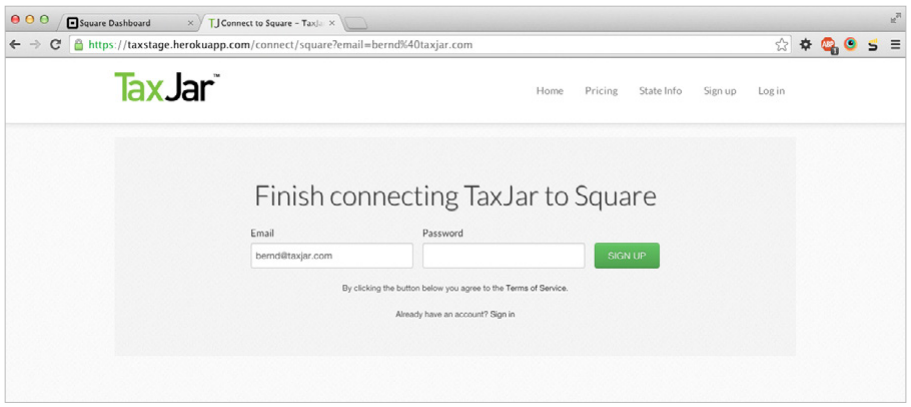 Square Dashboard
TJ Connect to Square – TaxJa
https://taxstage.herokuapp.com/connect/square?email=bernd%40taxjar.com
ABP
1
TaxJar™
Home Pricing State Info Sign up Log in
Finish connecting TaxJar to Square
Email Password
bernd@taxjar.com SIGN UP
By clicking the button below you agree to the Terms of Service.
Already have an account? Sign in